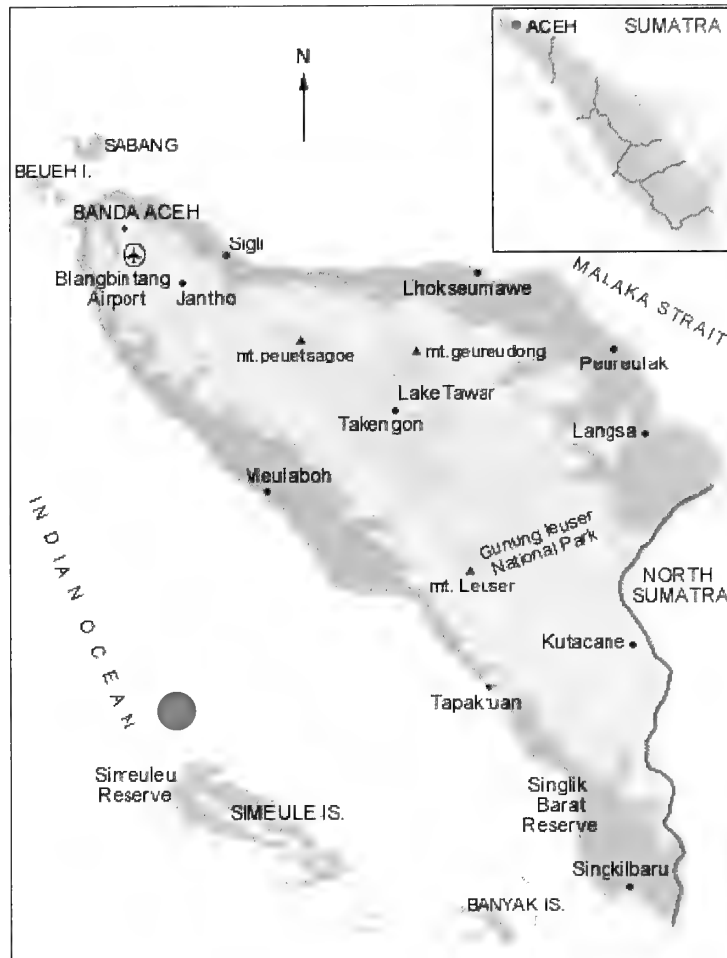 ACEH
SUMATRA
N
SABANG
BEUEH I.
BANDA ACEH
Sigli
Blangbintang
Airport
Jantho
Lhokseumawe
MALAKA STRAIT
mt.peuetsagoe
mt.geureudong
Peureulak
Lake Tawar
Takengon
Langsa
Meulaboh
INDIAN OCEAN
Gunung leuser
National Park
mt. Leuser
NORTH
SUMATRA
Kutacane
Tapaktuan
Simeuleu
Reserve
SIMEULE IS.
Singlik
Barat
Reserve
Singkilbaru
BANYAK IS.